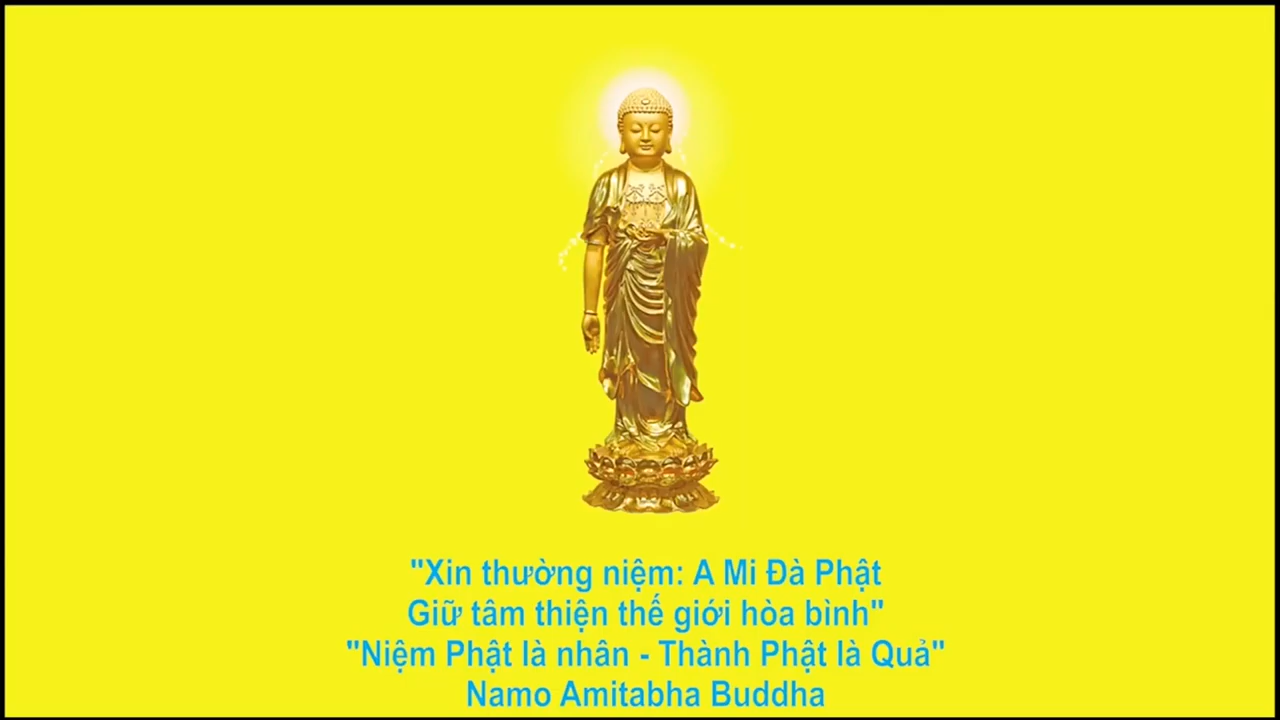 "Xin thường niệm: A Mi Đà Phật
Giữ tâm thiện thế giới hòa bình"
"Niệm Phật là nhân - Thành Phật là Quả"
Namo Amitabha Buddha